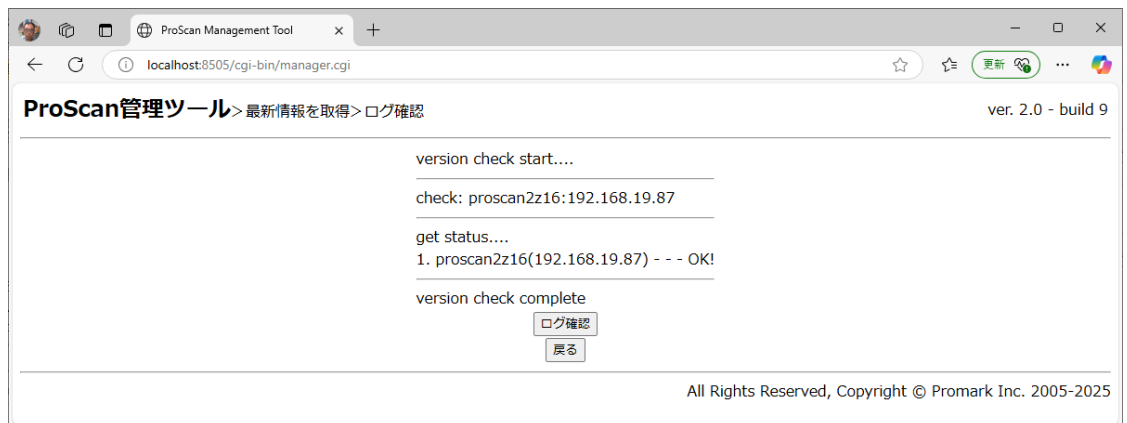 ProScan Management Tool
localhost:8505/cgi-bin/manager.cgi
更新
ProScan管理ツール>最新情報を取得>ログ確認
ver. 2.0 - build 9
version check start....
check: proscan2z16:192.168.19.87
get status....
1. proscan2z16(192.168.19.87) - - - OK!
version check complete
ログ確認
戻る
All Rights Reserved, Copyright © Promark Inc. 2005-2025